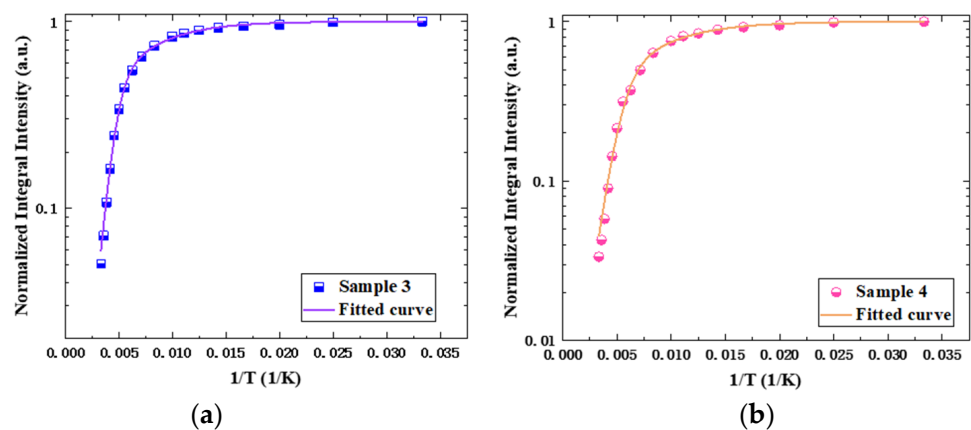 Normalized Integral Intensity (a.u.)
1
0.1
Sample 3
Fitted curve
0.000 0.005 0.010 0.015 0.020 0.025 0.030 0.035
1/T (1/K)
(a)
Normalized Integral Intensity (a.u.)
1
0.1
0.01
Sample 4
Fitted curve
0.000 0.005 0.010 0.015 0.020 0.025 0.030 0.035
1/T (1/K)
(b)